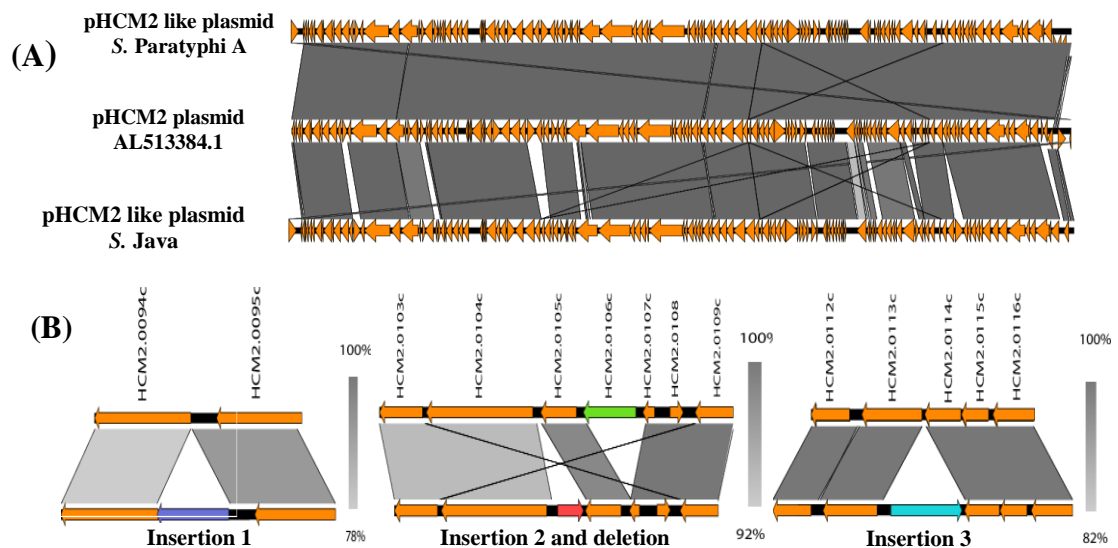 (A)
pHCM2 like plasmid
S. Paratyphi A
pHCM2 plasmid
AL513384.1
pHCM2 like plasmid
S. Java
(B)
HCM2.0094c
HCM2.0095c
100%
78%
Insertion 1
HCM2.0103c
HCM2.0104c
HCM2.0105c
HCM2.0106c
HCM2.0107c
HCM2.0108
HCM2.0109c
100%
92%
Insertion 2 and deletion
HCM2.0112c
HCM2.0113c
HCM2.0114c
HCM2.0115c
HCM2.0116c
100%
82%
Insertion 3